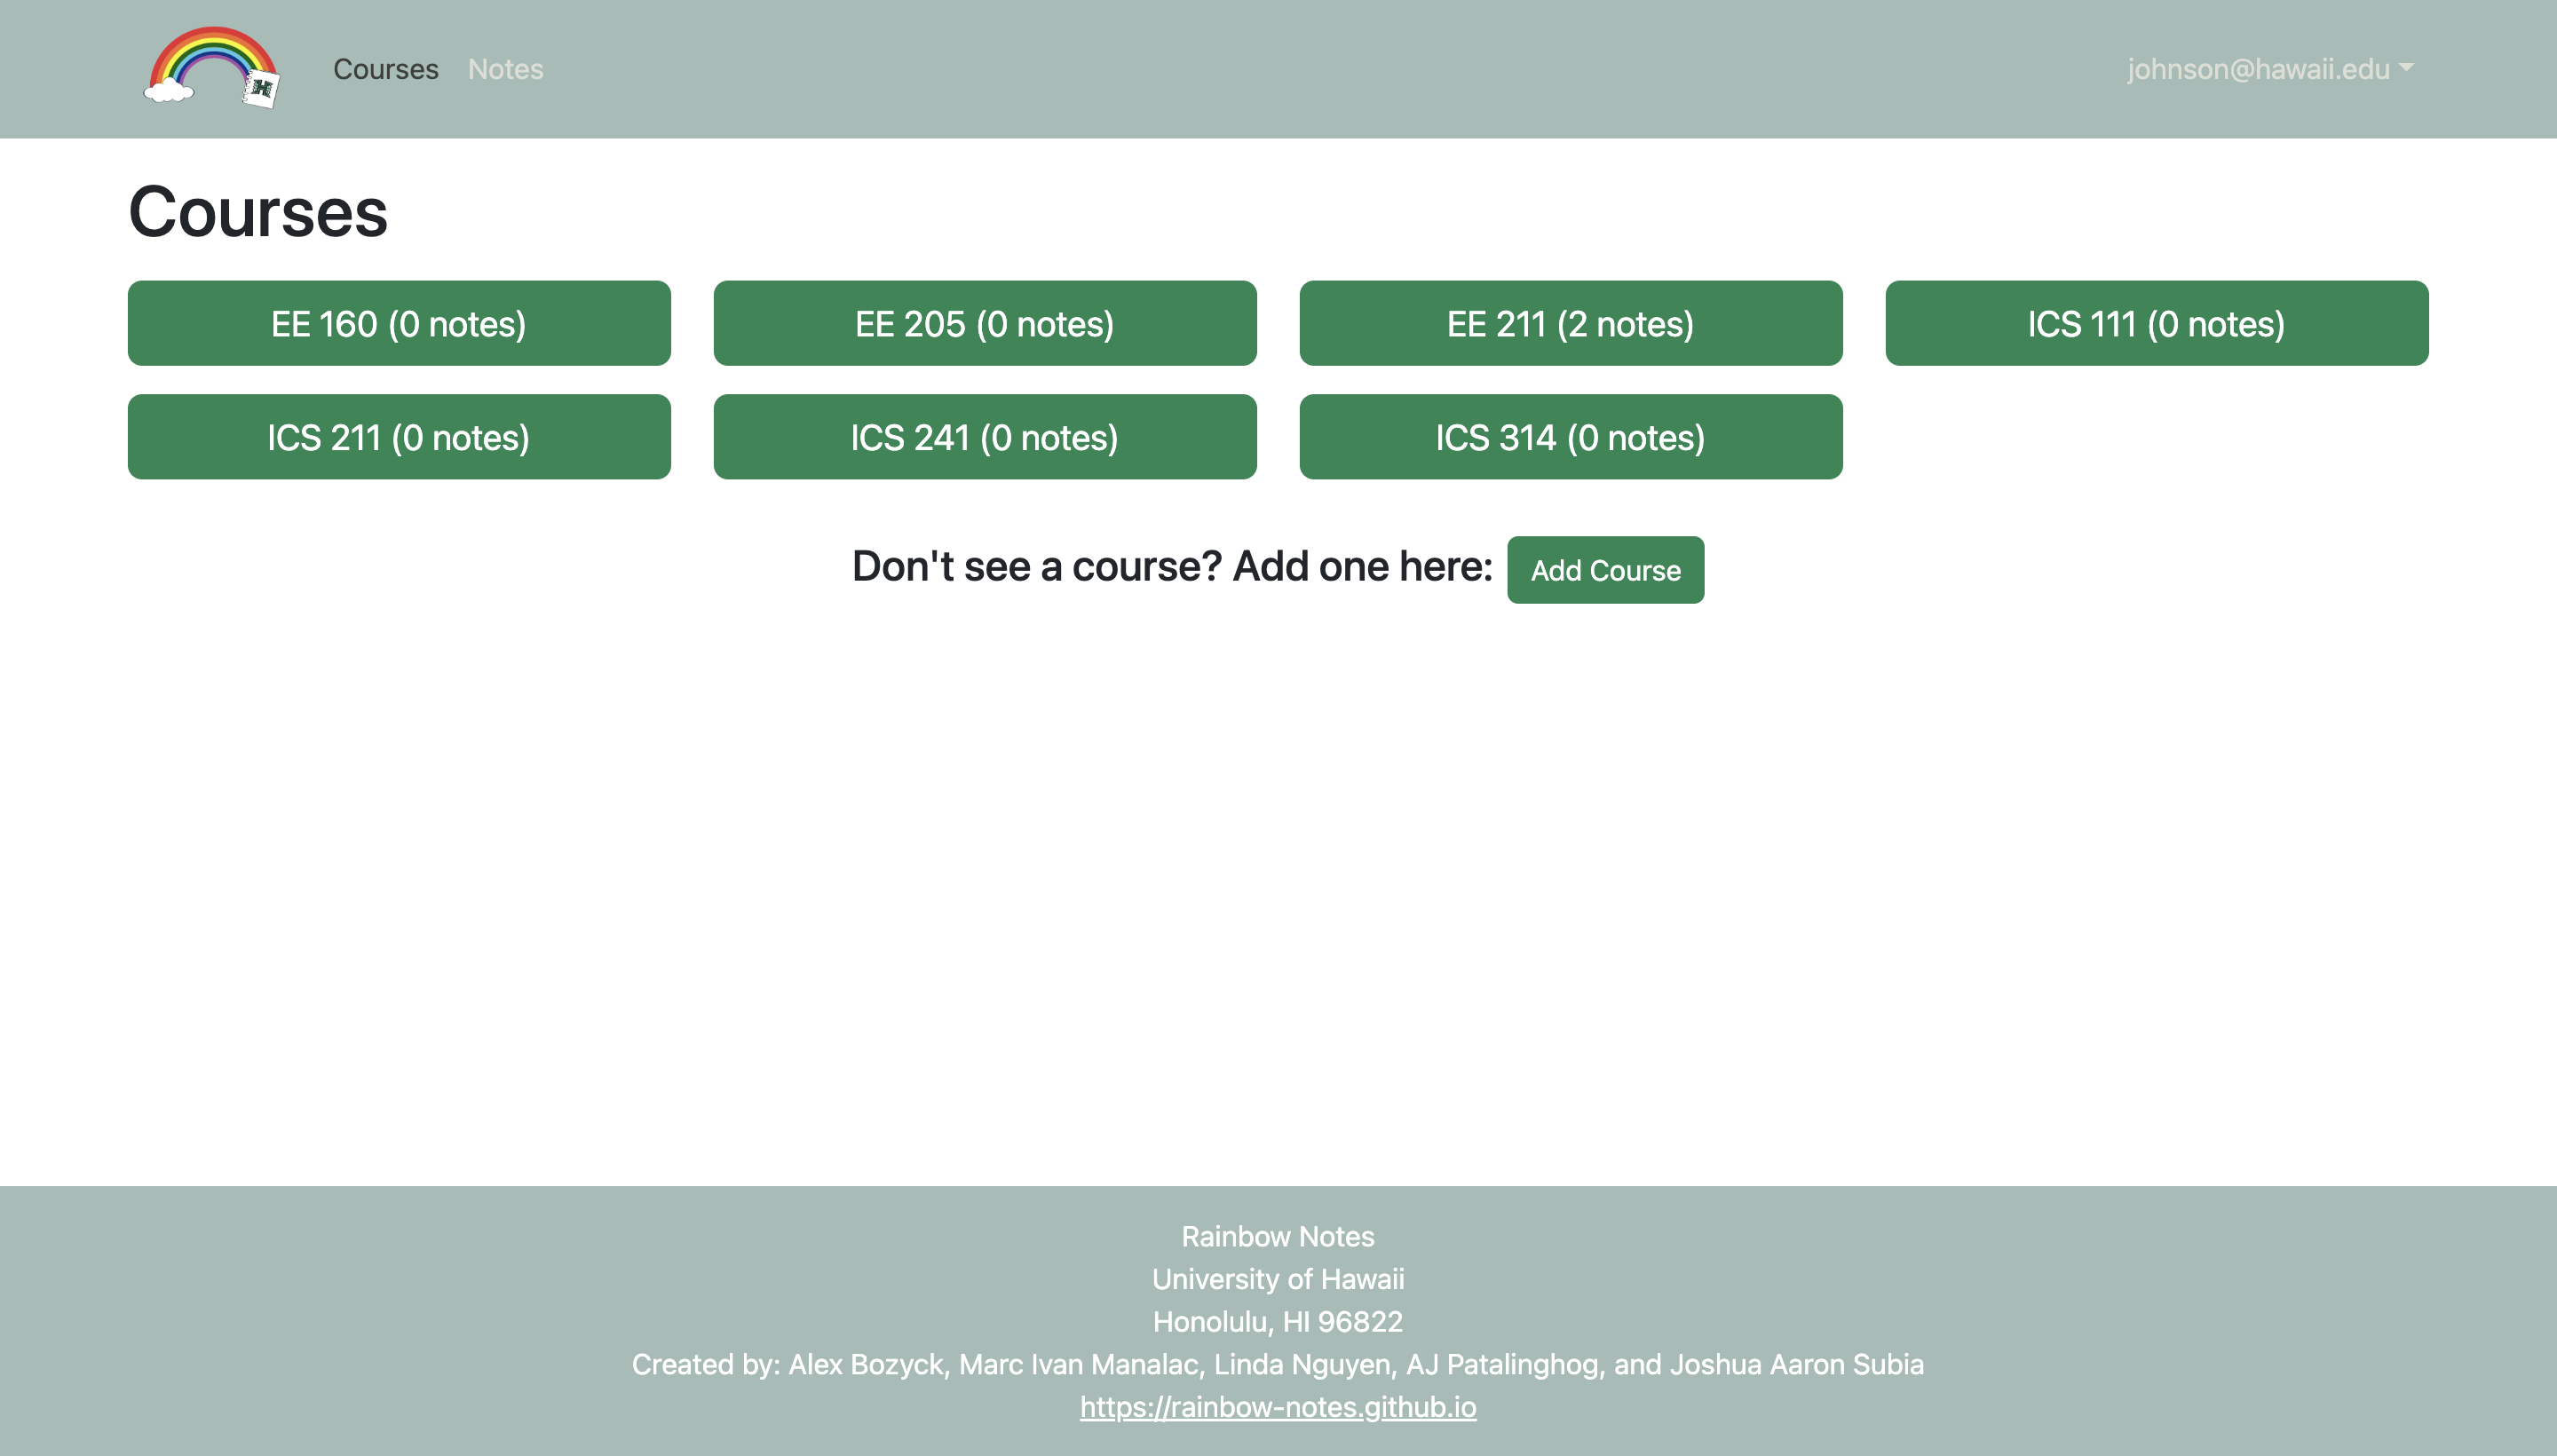 H
Courses Notes johnson@hawaii.edu
Courses
EE 160 (0 notes) EE 205 (0 notes) EE 211 (2 notes) ICS 111 (0 notes)
ICS 211 (0 notes) ICS 241 (0 notes) ICS 314 (0 notes)
Don't see a course? Add one here: Add Course
Rainbow Notes
University of Hawaii
Honolulu, HI 96822
Created by: Alex Bozyck, Marc Ivan Manalac, Linda Nguyen, AJ Patalinghog, and Joshua Aaron Subia
https://rainbow-notes.github.io